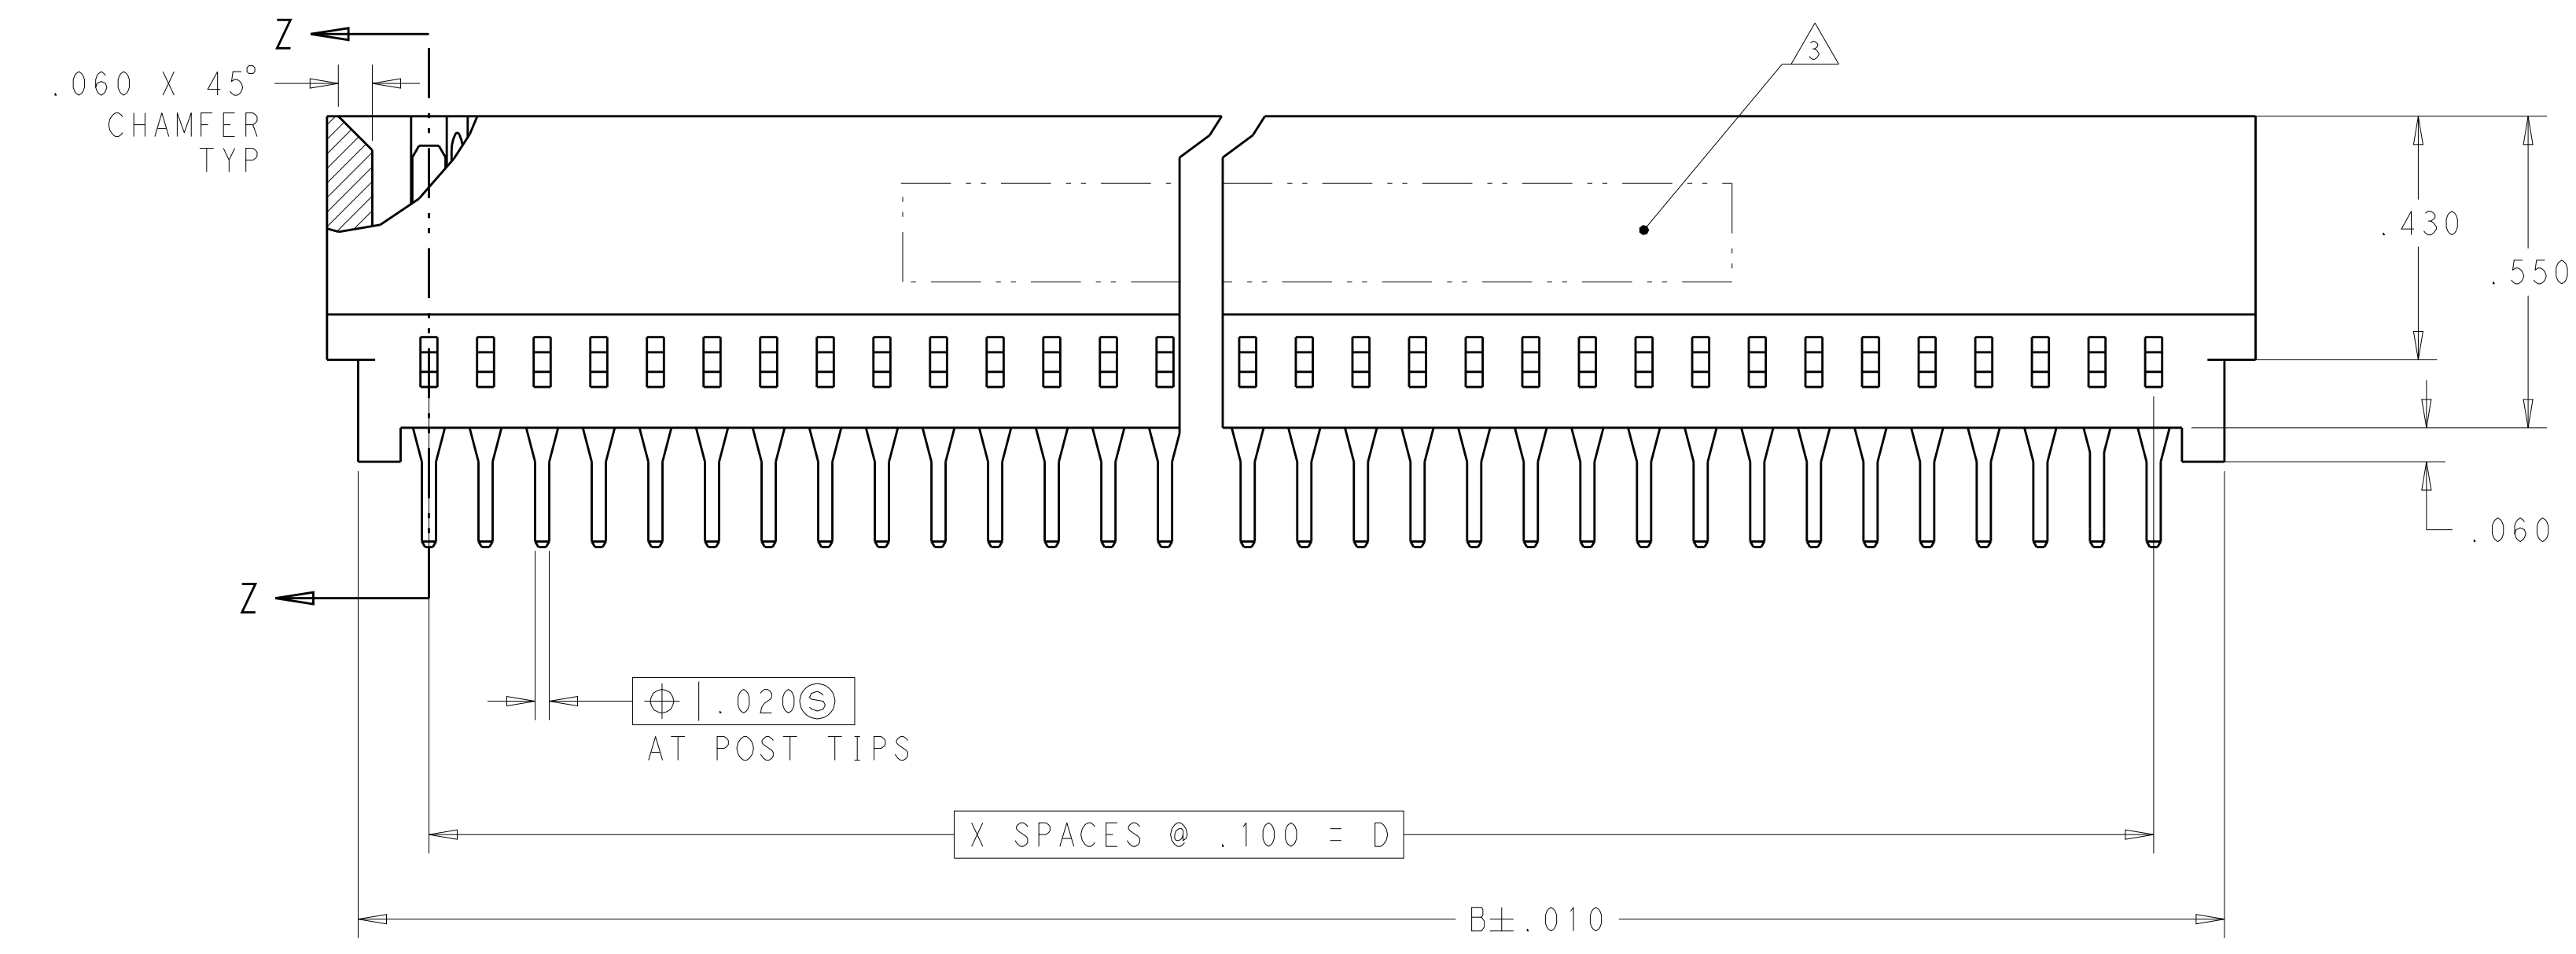 Z
3
.060 X 45°
CHAMFER
TYP
.430
.550
.060
Z
.020Ⓢ
AT POST TIPS
X SPACES @ .100 = D
B±.010